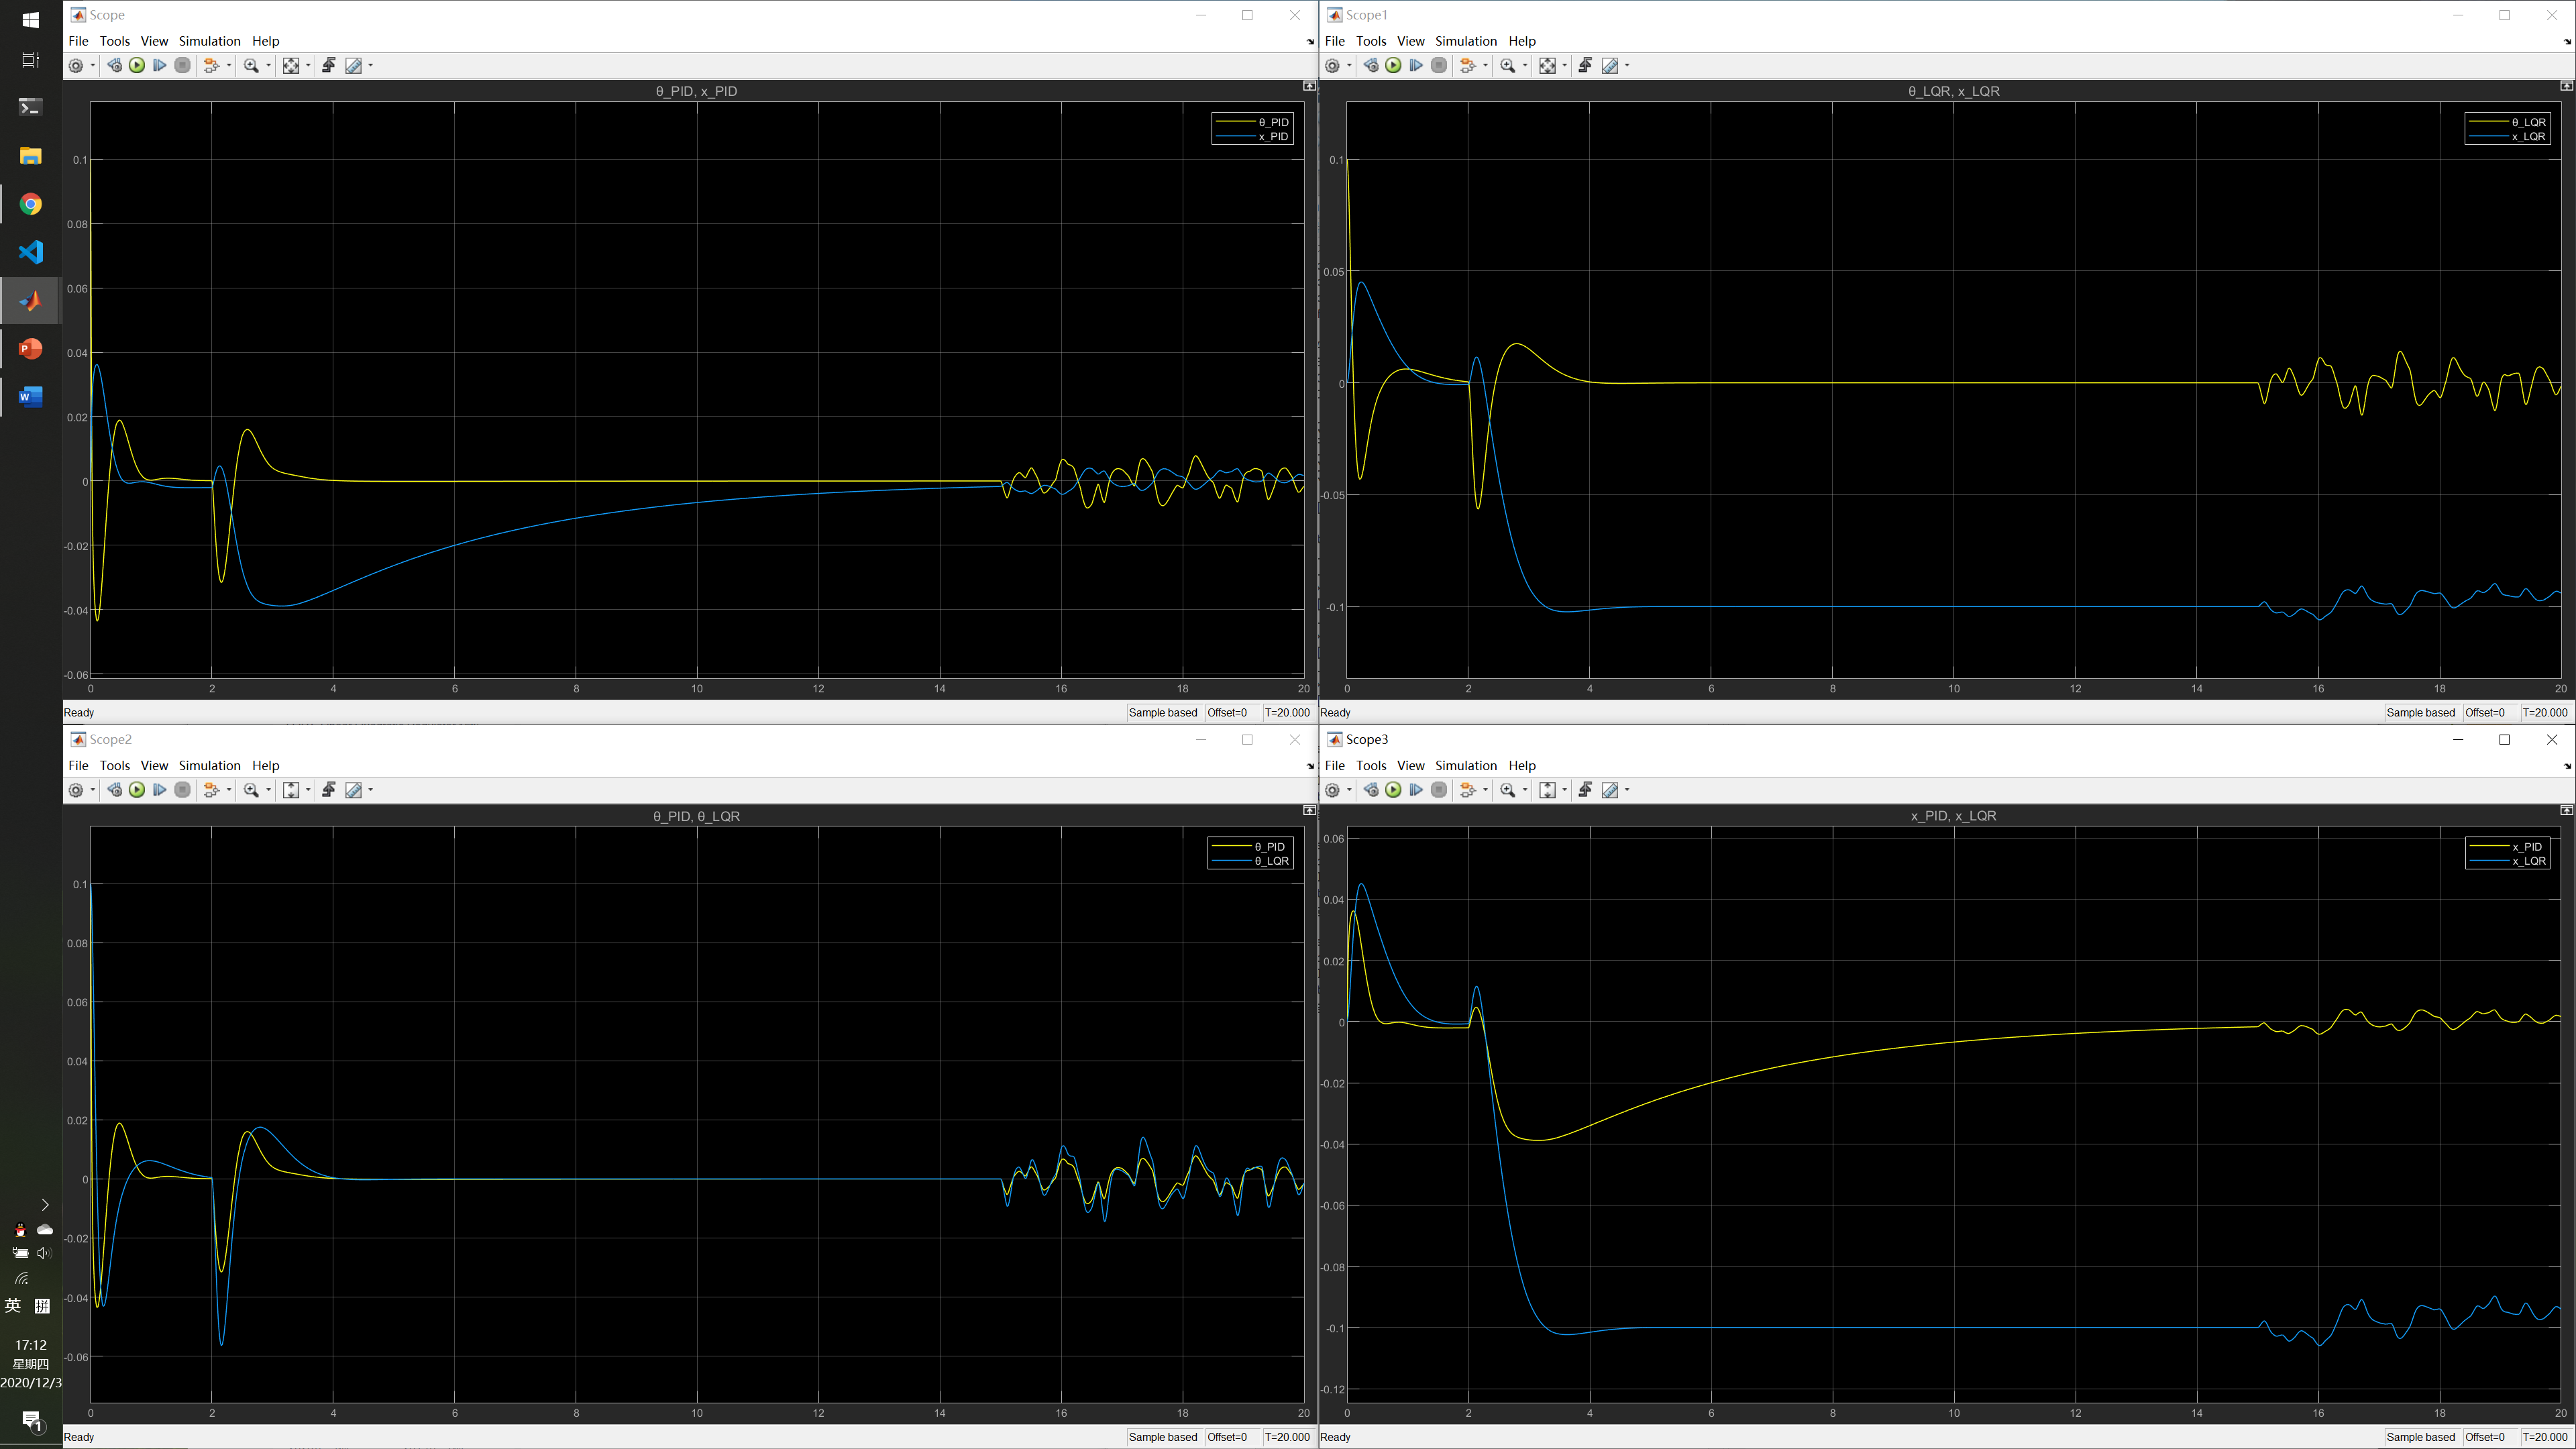 Scope
File Tools View Simulation Help
θ_PID, x_PID
θ_PID
x_PID
0.1
0.08
0.06
0.04
0.02
0
-0.02
-0.04
-0.06
0 2 4 6 8 10 12 14 16 18 20
Ready Sample based Offset=0 T=20.000
Scope1
File Tools View Simulation Help
θ_LQR, x_LQR
θ_LQR
x_LQR
0.1
0.05
0
-0.05
-0.1
0 2 4 6 8 10 12 14 16 18 20
Ready Sample based Offset=0 T=20.000
Scope2
File Tools View Simulation Help
θ_PID, θ_LQR
θ_PID
θ_LQR
0.1
0.08
0.06
0.04
0.02
0
-0.02
-0.04
-0.06
0 2 4 6 8 10 12 14 16 18 20
Ready Sample based Offset=0 T=20.000
Scope3
File Tools View Simulation Help
x_PID, x_LQR
x_PID
x_LQR
0.06
0.04
0.02
0
-0.02
-0.04
-0.06
-0.08
-0.1
-0.12
0 2 4 6 8 10 12 14 16 18 20
Ready Sample based Offset=0 T=20.000
P
W
英 拼
17:12
星期四
2020/12/3
1